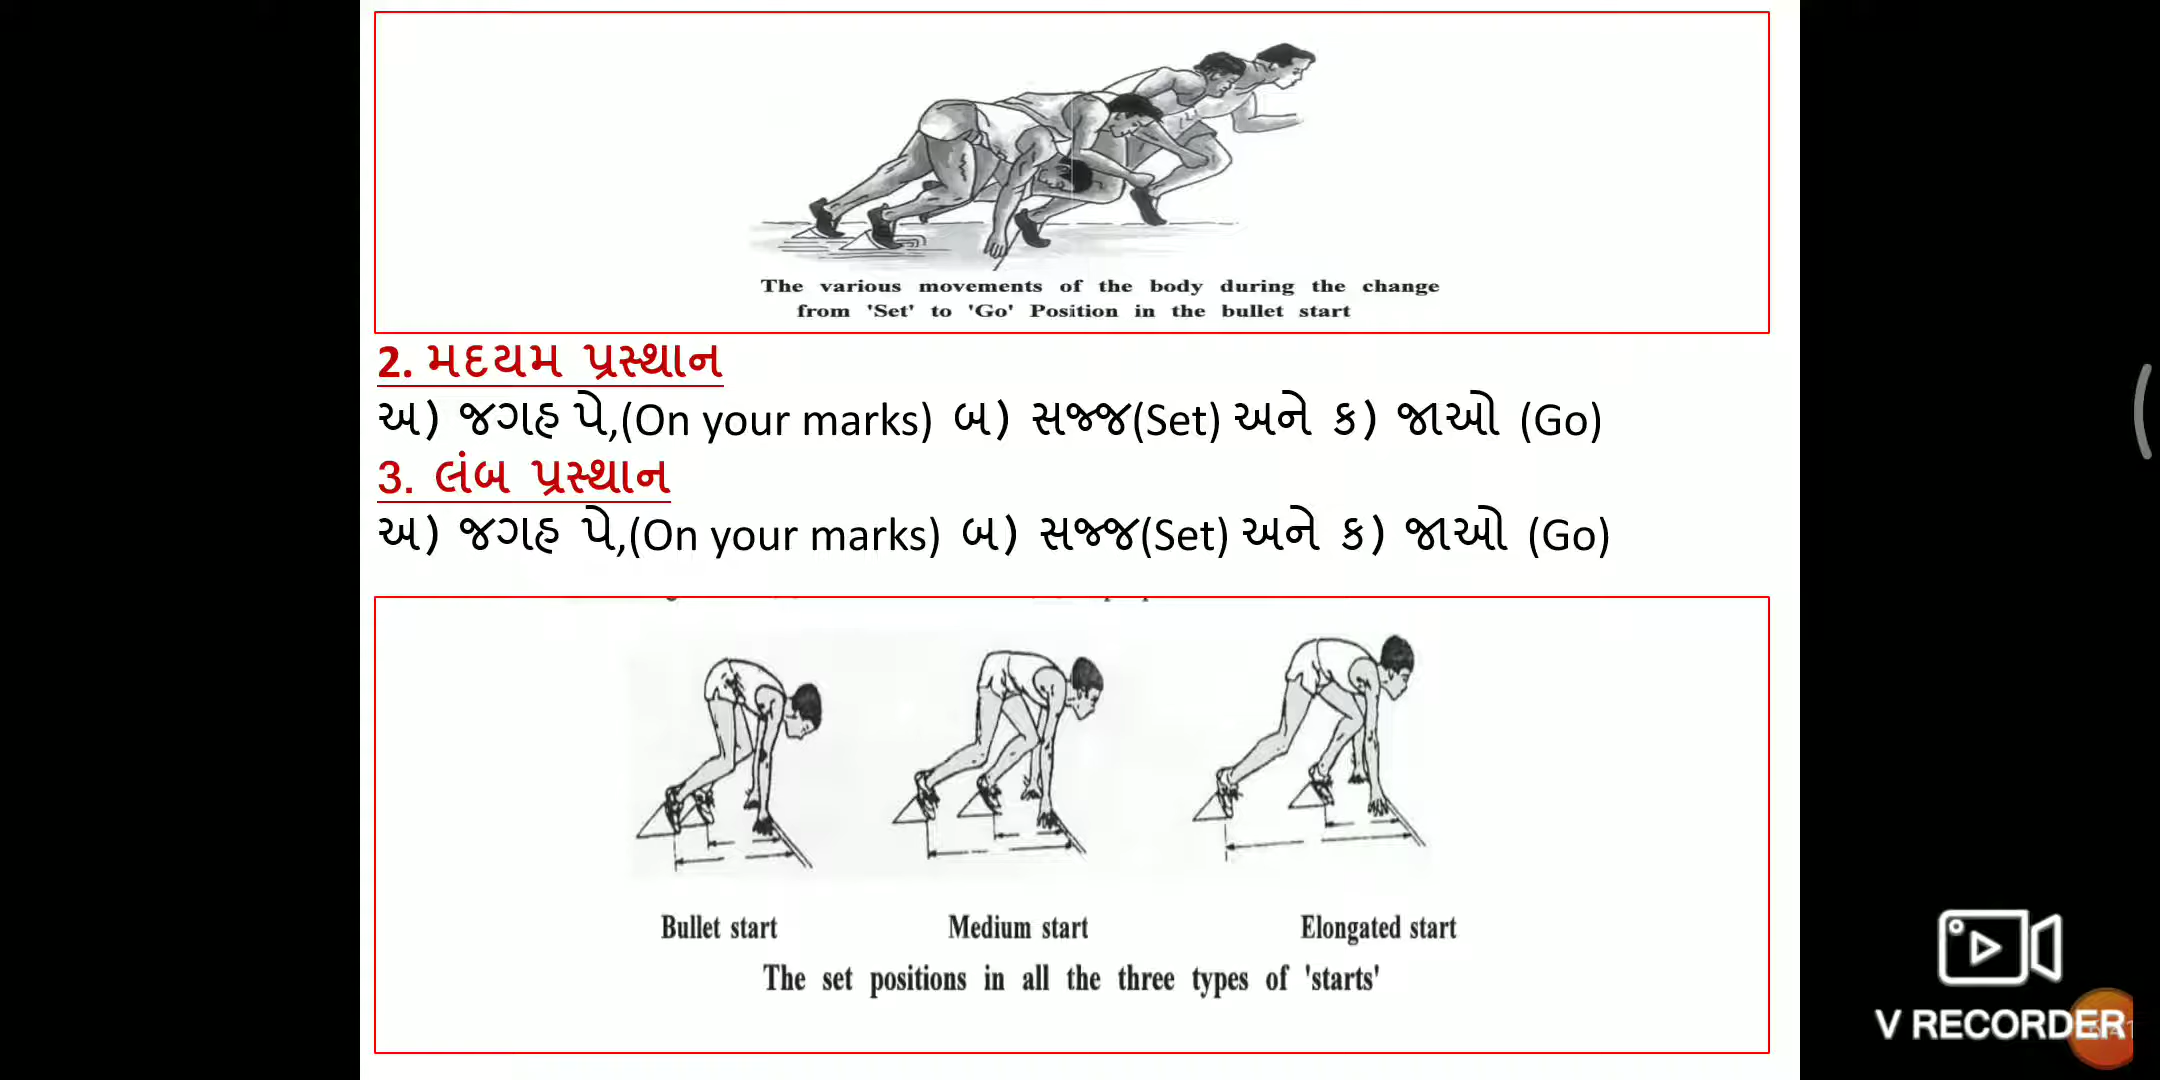 The various movements of the body during the change
from 'Set' to 'Go' Position in the bullet start
2. મદયમ પ્રસ્થાન
અ) જગહ પે,(On your marks) બ) સજ્જ(Set) અને ક) જાઓ (Go)
3. લંબ પ્રસ્થાન
અ) જગહ પે,(On your marks) બ) સજ્જ(Set) અને ક) જાઓ (Go)
Bullet start Medium start Elongated start
The set positions in all the three types of 'starts'
V RECORDER